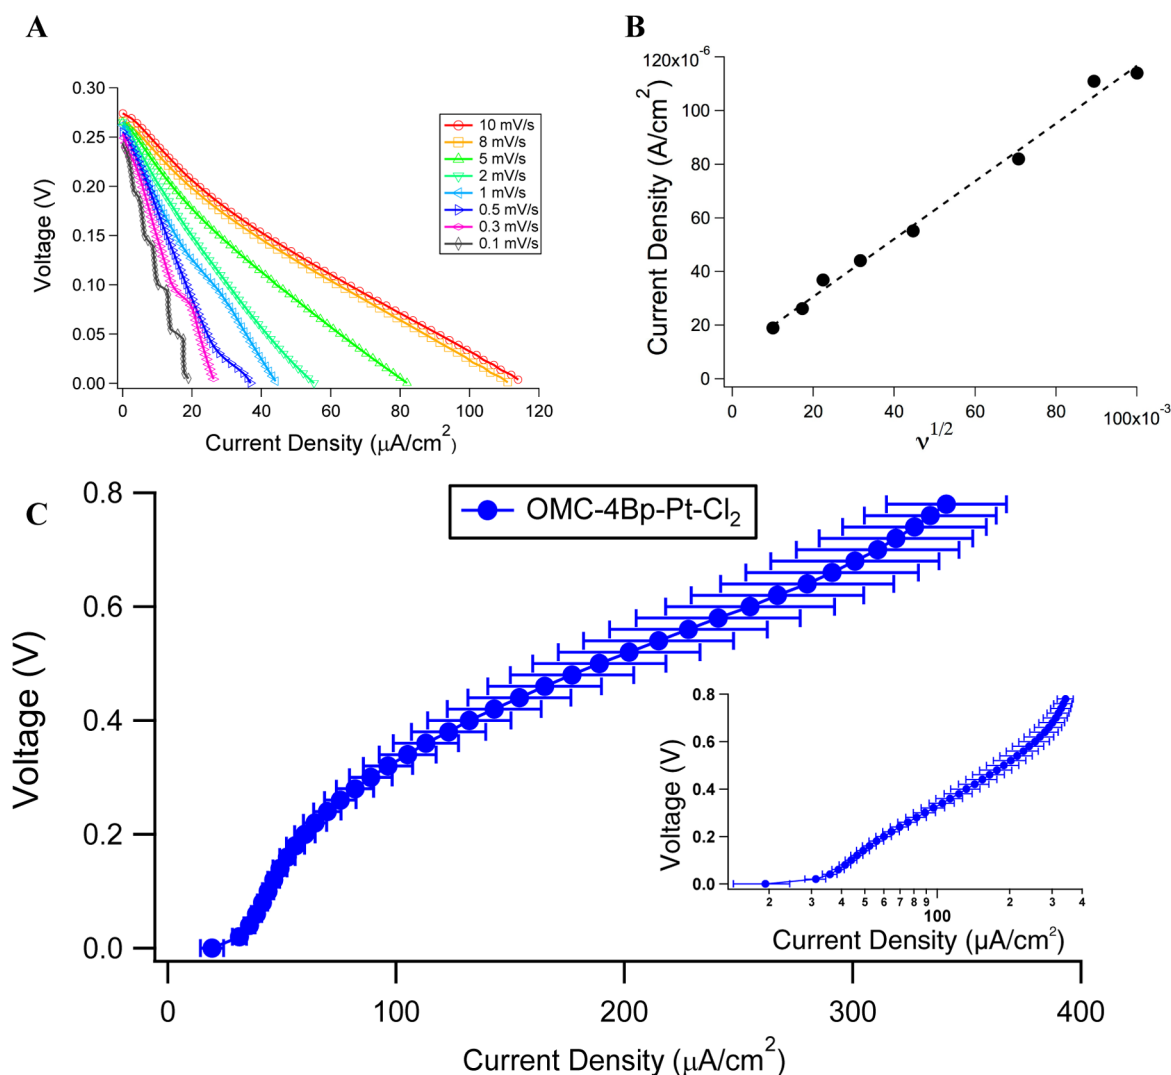 A
0.30
0.25
0.20
0.15
0.10
0.05
0.00
Voltage (V)
0 20 40 60 80 100 120
Current Density (μA/cm²)
10 mV/s
8 mV/s
5 mV/s
2 mV/s
1 mV/s
0.5 mV/s
0.3 mV/s
0.1 mV/s
B
120x10⁻⁶
100
80
60
40
20
0
Current Density (A/cm²)
0 20 40 60 80 100x10⁻³
ν^1/2
C
0.8
0.6
0.4
0.2
0.0
Voltage (V)
0 100 200 300 400
Current Density (μA/cm²)
OMC-4Bp-Pt-Cl₂
0.8
0.6
0.4
0.2
0.0
Voltage (V)
2 3 4 5 6 7 8 9 100 2 3 4
Current Density (μA/cm²)